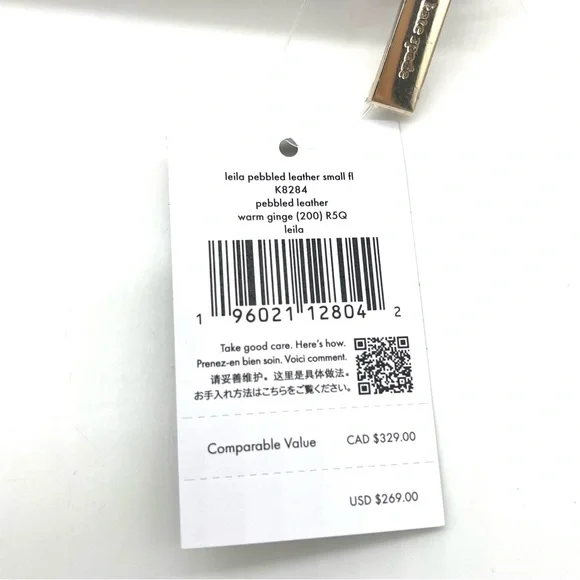 kate spade
leila pebbled leather small fl
K8284
pebbled leather
warm ginge (200) R5Q
leila
1 96021 12804 2
Take good care. Here's how.
Prenez-en bien soin. Voici comment.
请妥善维护。这里是具体做法。
お手入れ方法はこちらをご覧ください。
Comparable Value CAD $329.00
USD $269.00